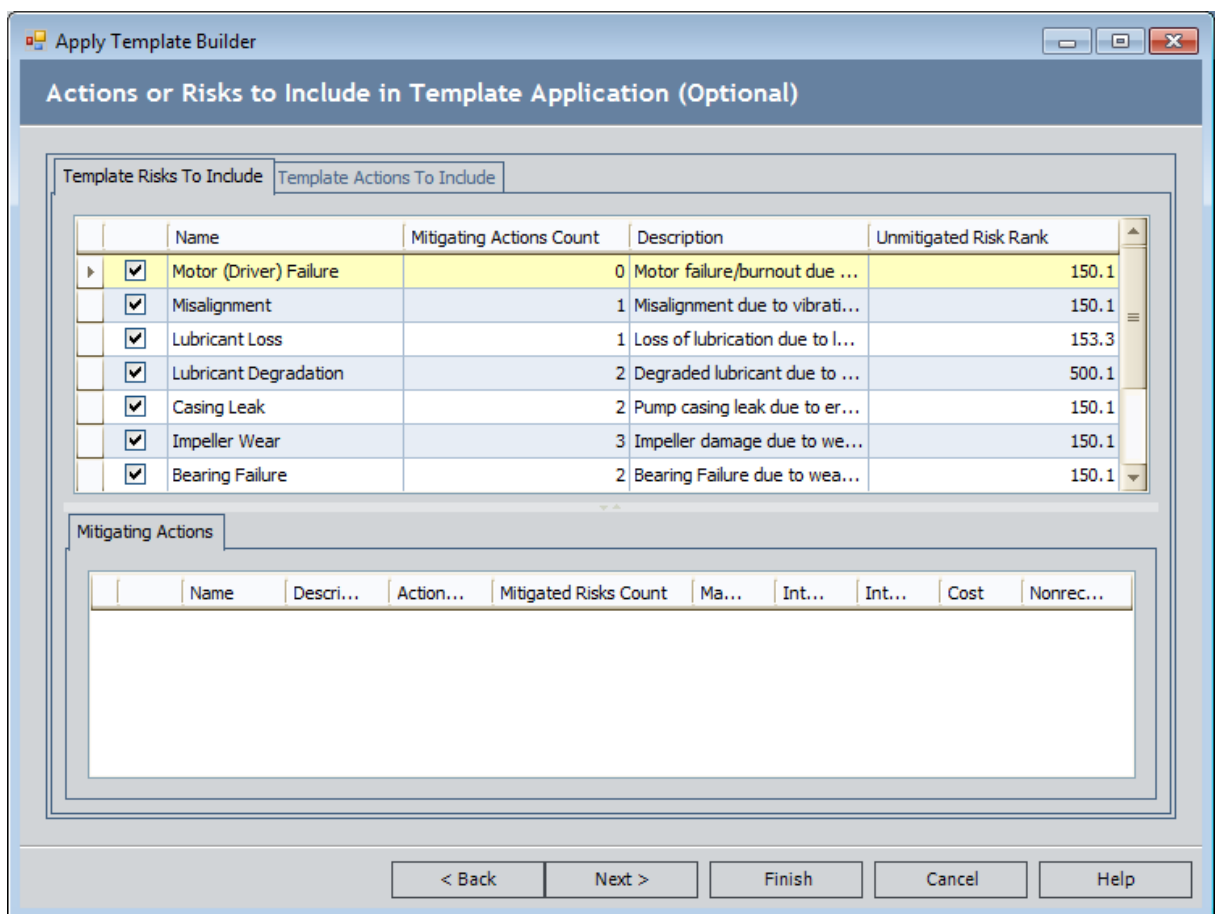 Apply Template Builder
Actions or Risks to Include in Template Application (Optional)
Template Risks To Include Template Actions To Include
Name Mitigating Actions Count Description Unmitigated Risk Rank
Motor (Driver) Failure 0 Motor failure/burnout due ... 150.1
Misalignment 1 Misalignment due to vibrati... 150.1
Lubricant Loss 1 Loss of lubrication due to l... 153.3
Lubricant Degradation 2 Degraded lubricant due to ... 500.1
Casing Leak 2 Pump casing leak due to er... 150.1
Impeller Wear 3 Impeller damage due to we... 150.1
Bearing Failure 2 Bearing Failure due to wea... 150.1
Mitigating Actions
Name Descri... Action... Mitigated Risks Count Ma... Int... Int... Cost Nonrec...
< Back Next > Finish Cancel Help